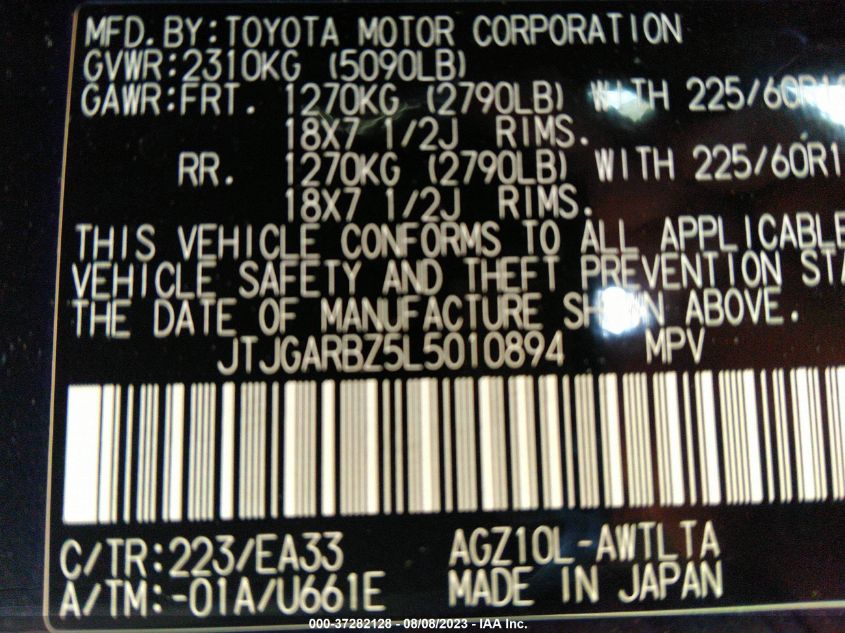 MFD.BY:TOYOTA MOTOR CORPORATION
GVWR:2310KG (5090LB)
GAWR:FRT. 1270KG (2790LB) WITH 225/60R18
18X7 1/2J RIMS.
RR. 1270KG (2790LB) WITH 225/60R1
18X7 1/2J RIMS.
THIS VEHICLE CONFORMS TO ALL APPLICABLE
VEHICLE SAFETY AND THEFT PREVENTION STA
THE DATE OF MANUFACTURE SHOWN ABOVE.
JTJGARBZ5L5010894 MPV
C/TR:223/EA33 AGZ10L-AWTLTA
A/TM:-01A/U661E MADE IN JAPAN
000-37282128 - 08/08/2023 - IAA Inc.